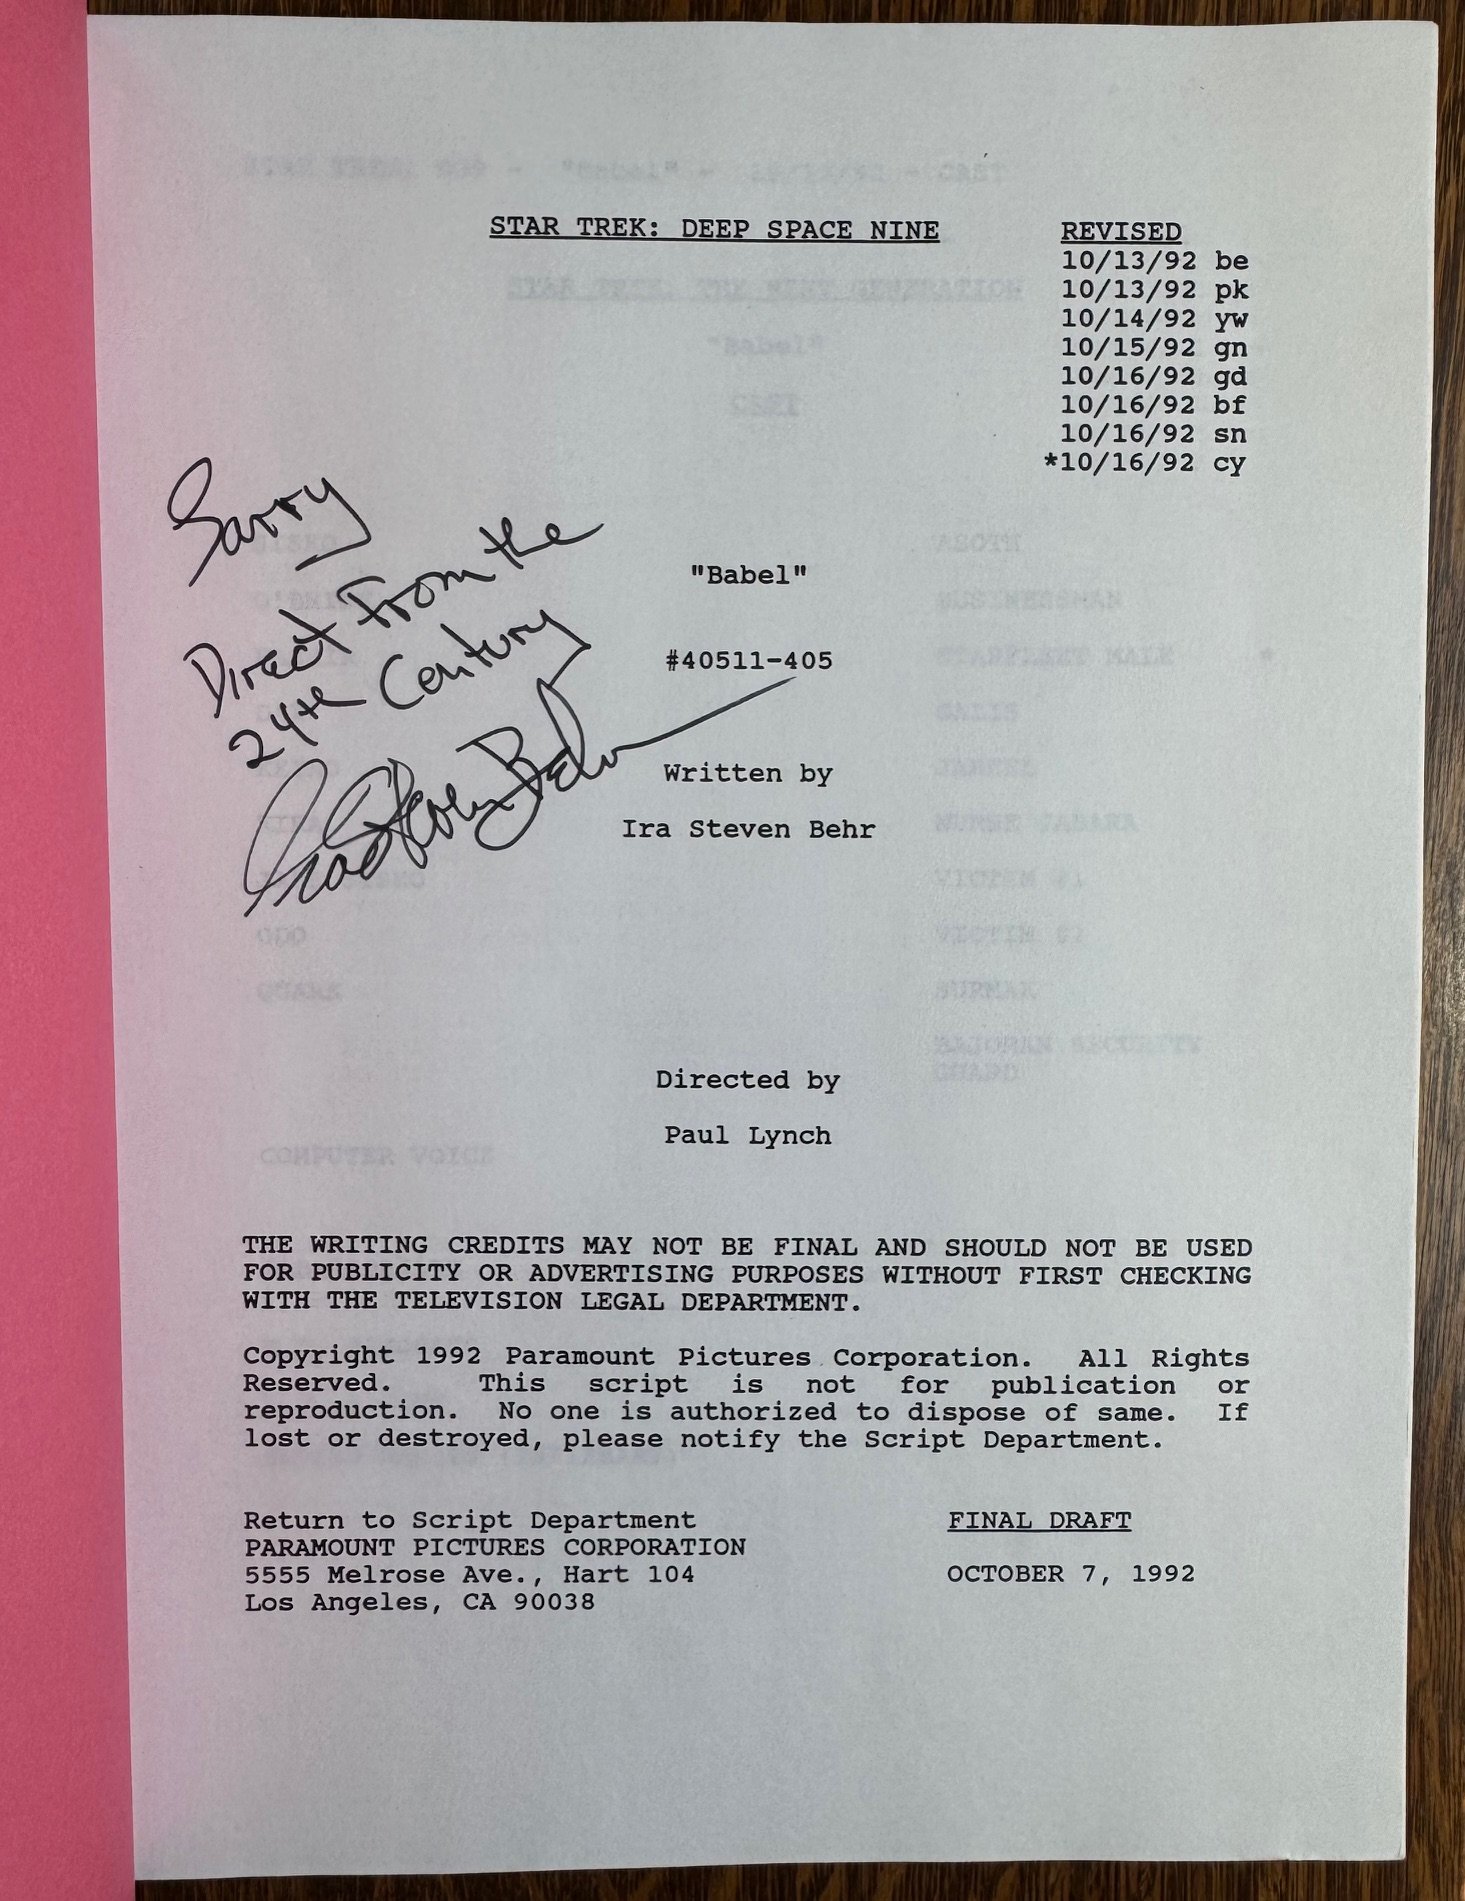 STAR TREK: DEEP SPACE NINE
REVISED
10/13/92 be
10/13/92 pk
10/14/92 yw
10/15/92 gn
10/16/92 gd
10/16/92 bf
10/16/92 sn
*10/16/92 cy
Garry
Direct From the
24th Century
Ira Steven Behr
"Babel"
#40511-405
Written by
Ira Steven Behr
Directed by
Paul Lynch
THE WRITING CREDITS MAY NOT BE FINAL AND SHOULD NOT BE USED
FOR PUBLICITY OR ADVERTISING PURPOSES WITHOUT FIRST CHECKING
WITH THE TELEVISION LEGAL DEPARTMENT.
Copyright 1992 Paramount Pictures Corporation. All Rights
Reserved. This script is not for publication or
reproduction. No one is authorized to dispose of same. If
lost or destroyed, please notify the Script Department.
Return to Script Department
PARAMOUNT PICTURES CORPORATION
5555 Melrose Ave., Hart 104
Los Angeles, CA 90038
FINAL DRAFT
OCTOBER 7, 1992